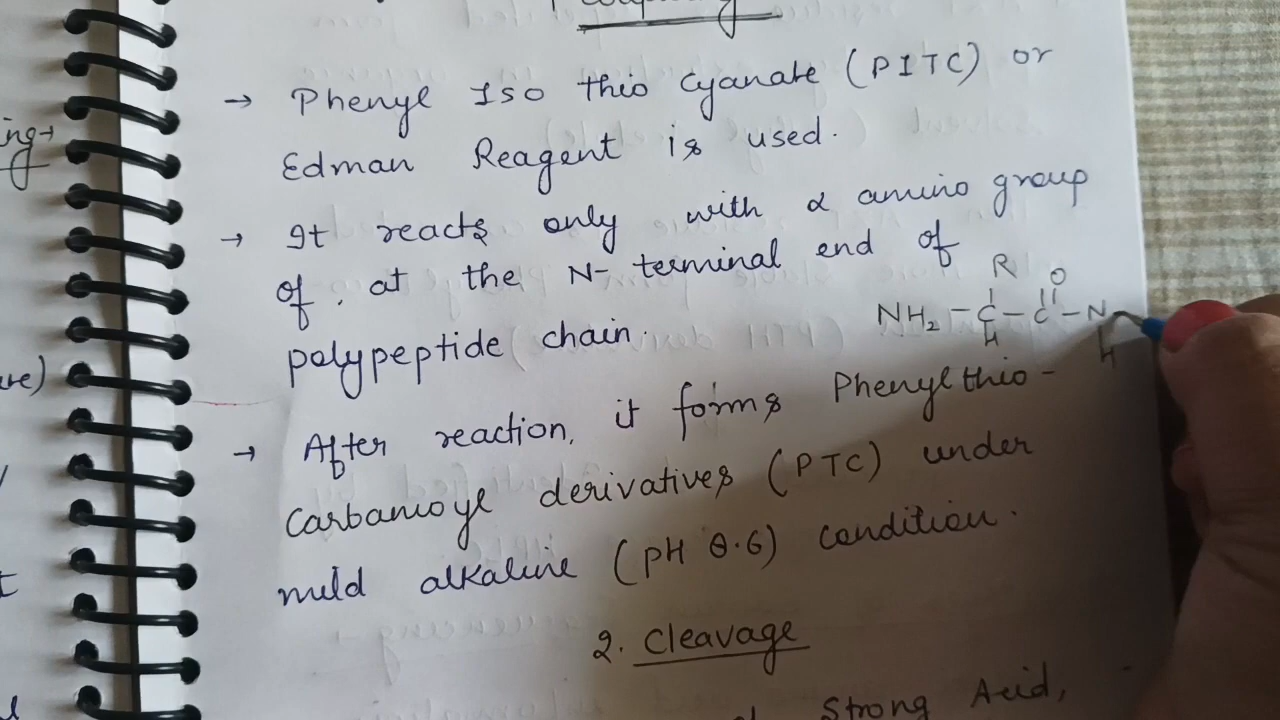 → Phenyl Iso thio Cyanate (PITC) or
Edman Reagent is used.
→ It reacts only with α amino group
of, at the N- terminal end of
polypeptide chain.
R O
NH₂ - C - C - N
H H
→ After reaction, it forms Phenylthio-
Carbamoyl derivatives (PTC) under
mild alkaline (pH 8.6) condition.
2. Cleavage
Strong Acid,